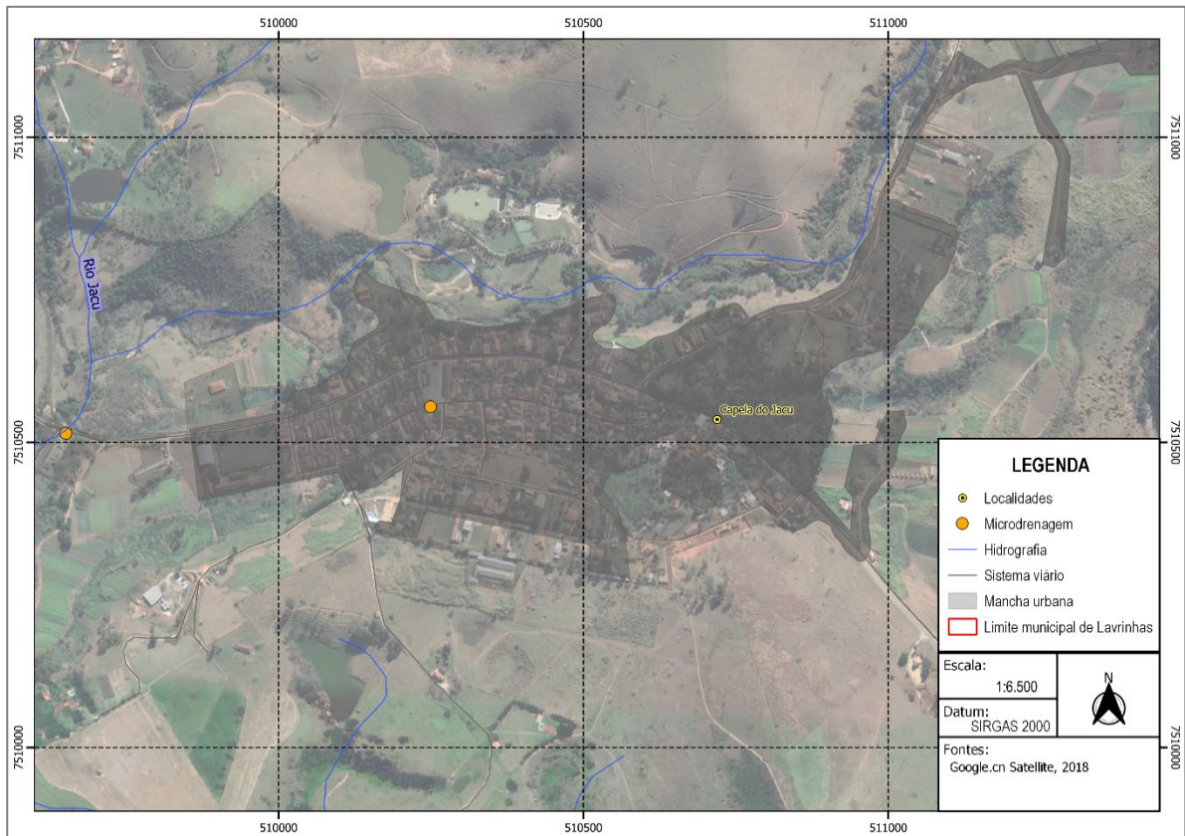 510000
510500
511000
7511000
7511000
Rio Jacu
Capela do Jacu
7510500
7510500
LEGENDA
Localidades
Microdrenagem
Hidrografia
Sistema viário
Mancha urbana
Limite municipal de Lavrinhas
Escala:
1:6.500
N
Datum:
SIRGAS 2000
Fontes:
Google.cn Satellite, 2018
7510000
7510000
510000
510500
511000